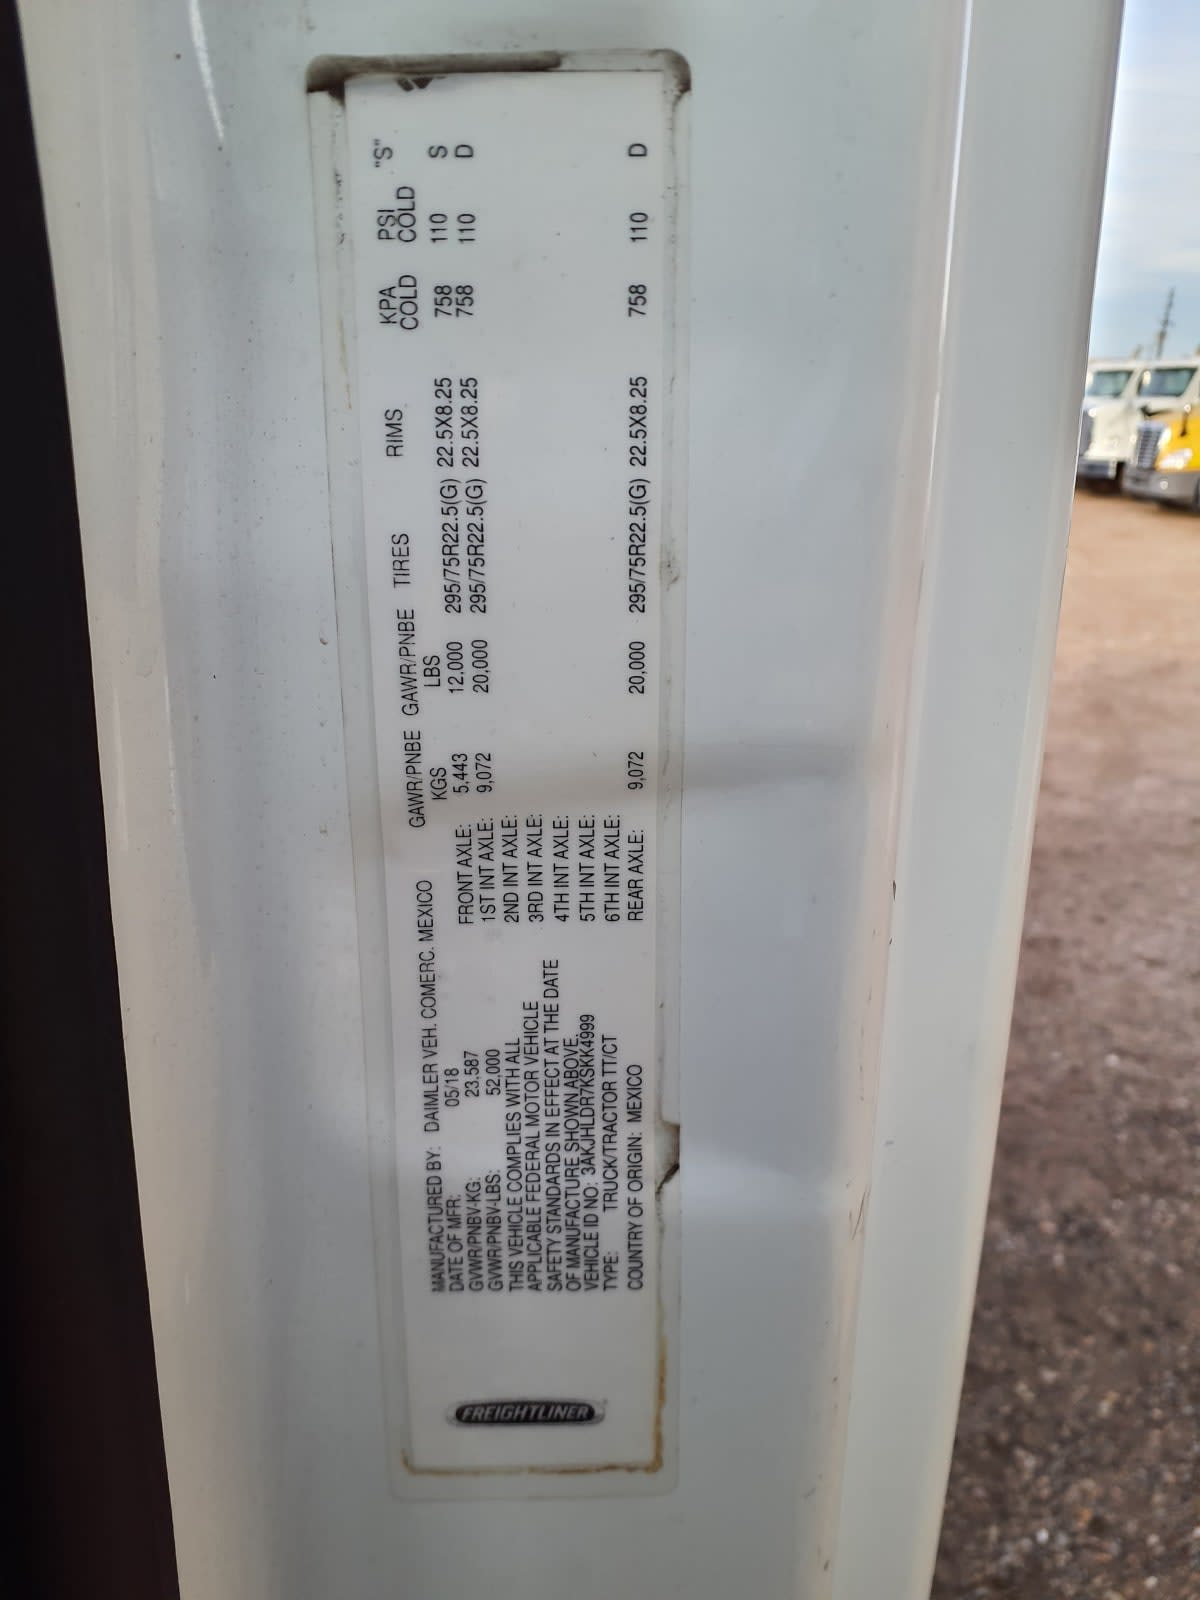 FREIGHTLINER
MANUFACTURED BY: DAIMLER VEH. COMERC. MEXICO
DATE OF MFR: 05/18
GVWR/PNBV-KG: 23,587
GVWR/PNBV-LBS: 52,000
THIS VEHICLE COMPLIES WITH ALL
APPLICABLE FEDERAL MOTOR VEHICLE
SAFETY STANDARDS IN EFFECT AT THE DATE
OF MANUFACTURE SHOWN ABOVE.
VEHICLE ID NO: 3AKJHLDR7KSKK4999
TYPE: TRUCK/TRACTOR TT/CT
COUNTRY OF ORIGIN: MEXICO
GAWR/PNBE GAWR/PNBE TIRES RIMS KPA PSI "S"
KGS LBS COLD COLD
FRONT AXLE: 5,443 12,000 295/75R22.5(G) 22.5X8.25 758 110 S
1ST INT AXLE: 9,072 20,000 295/75R22.5(G) 22.5X8.25 758 110 D
2ND INT AXLE:
3RD INT AXLE:
4TH INT AXLE:
5TH INT AXLE:
6TH INT AXLE:
REAR AXLE: 9,072 20,000 295/75R22.5(G) 22.5X8.25 758 110 D